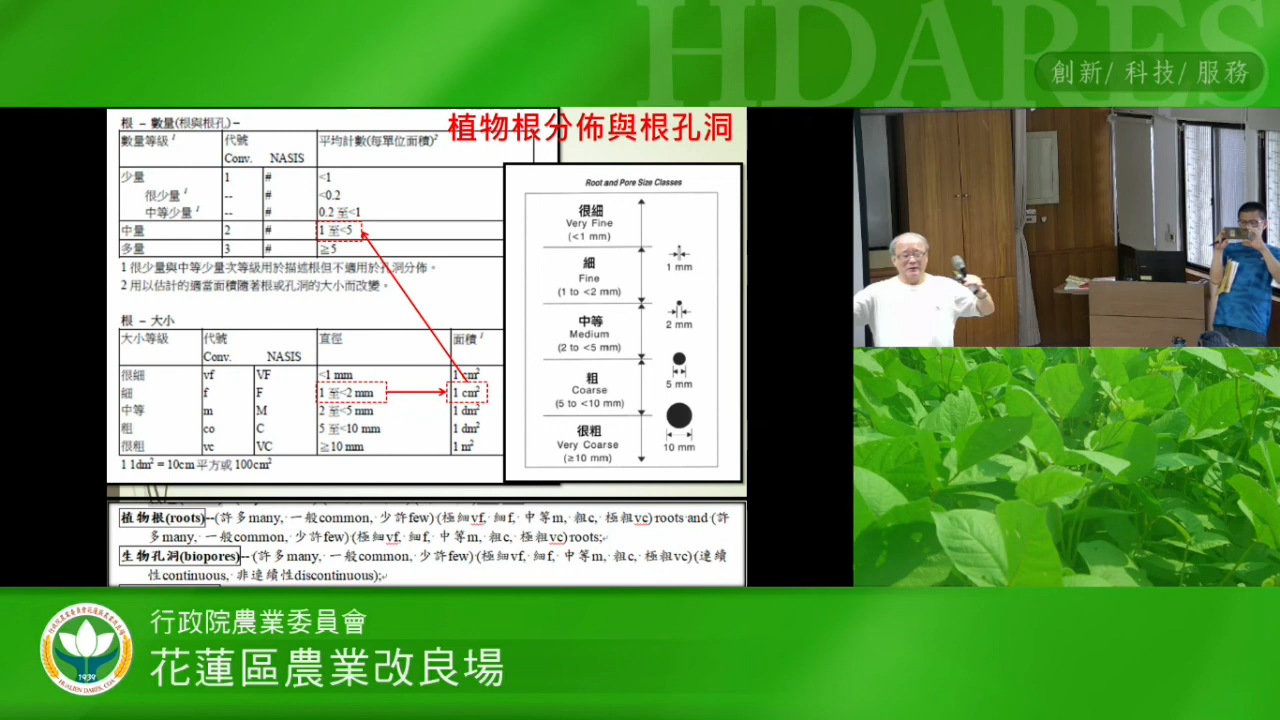 HDARES
創新/ 科技/ 服務
植物根分佈與根孔洞
根 – 數量(根與根孔) –
數量等級¹ 代號 平均計數(每單位面積)²
Conv. NASIS
少量 1 # <1
很少量¹ -- # <0.2
中等少量¹ -- # 0.2 至<1
中量 2 # 1 至<5
多量 3 # ≧5
1 很少量與中等少量次等級用於描述根但不適用於孔洞分佈。
2 用以估計的適當面積隨著根或孔洞的大小而改變。
根 – 大小
大小等級 代號 直徑 面積¹
Conv. NASIS
很細 vf VF <1 mm 1 cm²
細 f F 1 至<2 mm 1 cm²
中等 m M 2 至<5 mm 1 dm²
粗 co C 5 至<10 mm 1 dm²
很粗 vc VC ≧10 mm 1 m²
1 1dm² = 10cm 平方或 100cm²
Root and Pore Size Classes
很細
Very Fine
(<1 mm)
1 mm
細
Fine
(1 to <2 mm)
2 mm
中等
Medium
(2 to <5 mm)
5 mm
粗
Coarse
(5 to <10 mm)
10 mm
很粗
Very Coarse
(≥10 mm)
植物根(roots)--(許多many, 一般common, 少許few) (極細vf, 細f, 中等m, 粗c, 極粗vc) roots and (許
多many, 一般common, 少許few) (極細vf, 細f, 中等m, 粗c, 極粗vc) roots;
生物孔洞(biopores)--(許多many, 一般common, 少許few) (極細vf, 細f, 中等m, 粗c, 極粗vc) (連續
性continuous, 非連續性discontinuous);
行政院農業委員會
花蓮區農業改良場
行政院農業委員會花蓮區農業改良場
1939
HUALIEN DARES, COA